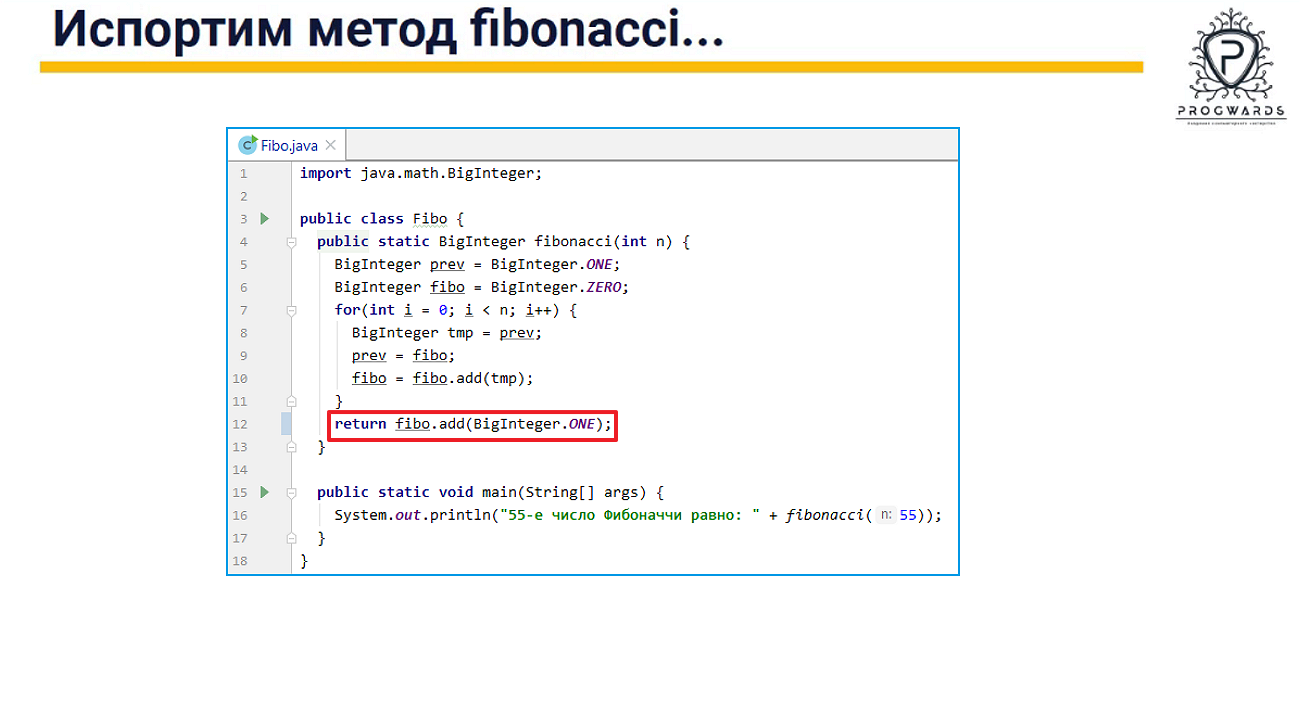 Испортим метод fibonacci...
PROGWARDS
Fibo.java
1 import java.math.BigInteger;
2
3 public class Fibo {
4 public static BigInteger fibonacci(int n) {
5 BigInteger prev = BigInteger.ONE;
6 BigInteger fibo = BigInteger.ZERO;
7 for(int i = 0; i < n; i++) {
8 BigInteger tmp = prev;
9 prev = fibo;
10 fibo = fibo.add(tmp);
11 }
12 return fibo.add(BigInteger.ONE);
13 }
14
15 public static void main(String[] args) {
16 System.out.println("55-е число Фибоначчи равно: " + fibonacci( n: 55));
17 }
18 }